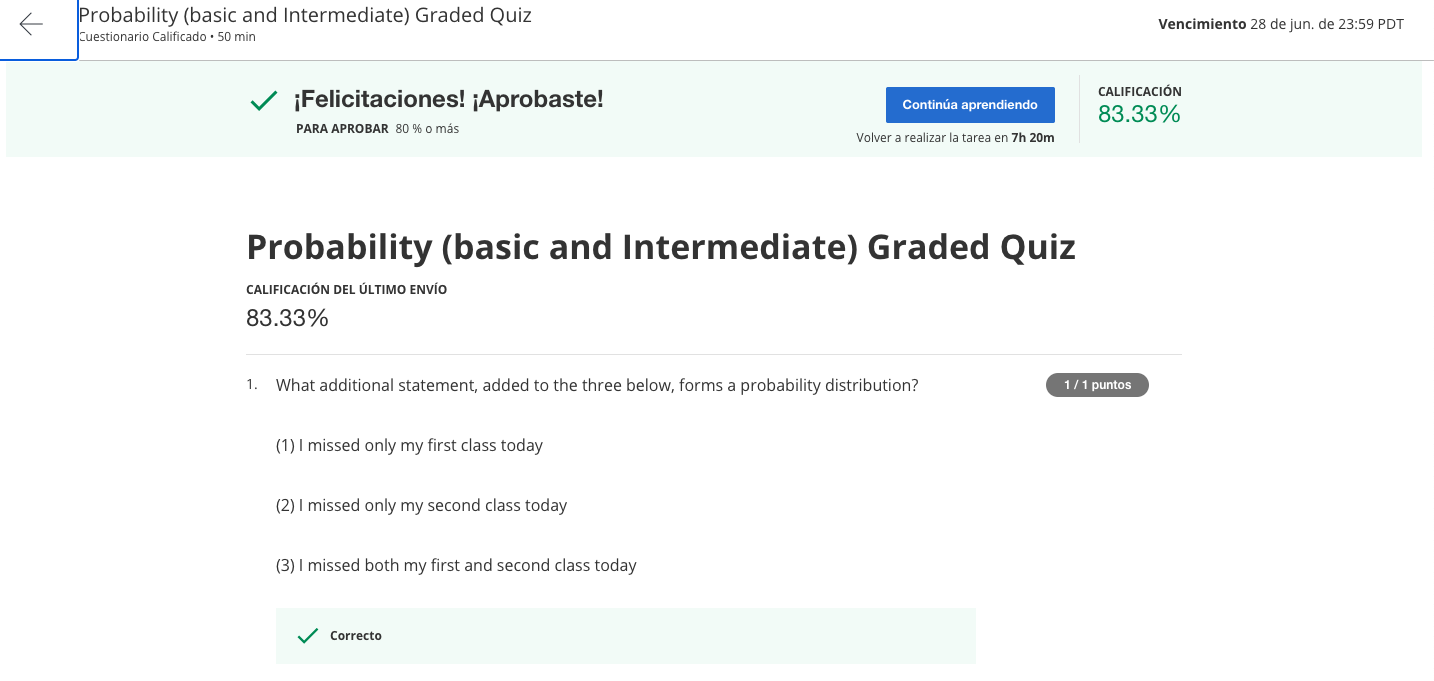 Probability (basic and Intermediate) Graded Quiz
Cuestionario Calificado • 50 min
Vencimiento 28 de jun. de 23:59 PDT
¡Felicitaciones! ¡Aprobaste!
PARA APROBAR 80 % o más
Continúa aprendiendo
Volver a realizar la tarea en 7h 20m
CALIFICACIÓN
83.33%
Probability (basic and Intermediate) Graded Quiz
CALIFICACIÓN DEL ÚLTIMO ENVÍO
83.33%
1. What additional statement, added to the three below, forms a probability distribution?
1 / 1 puntos
(1) I missed only my first class today
(2) I missed only my second class today
(3) I missed both my first and second class today
Correcto